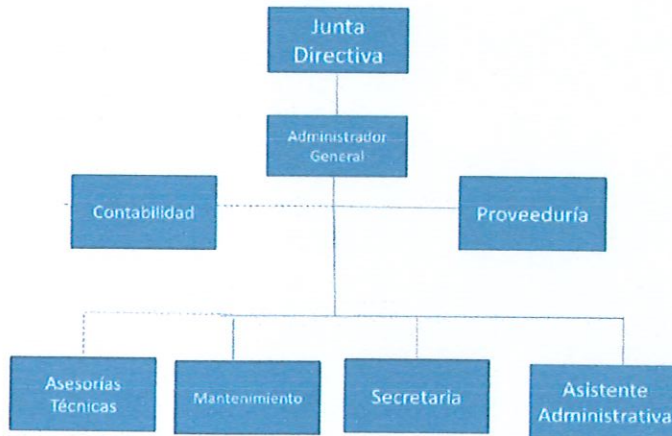 Junta
Directiva
Administrador
General
Contabilidad
Proveeduría
Asesorías
Técnicas
Mantenimiento
Secretaria
Asistente
Administrativa